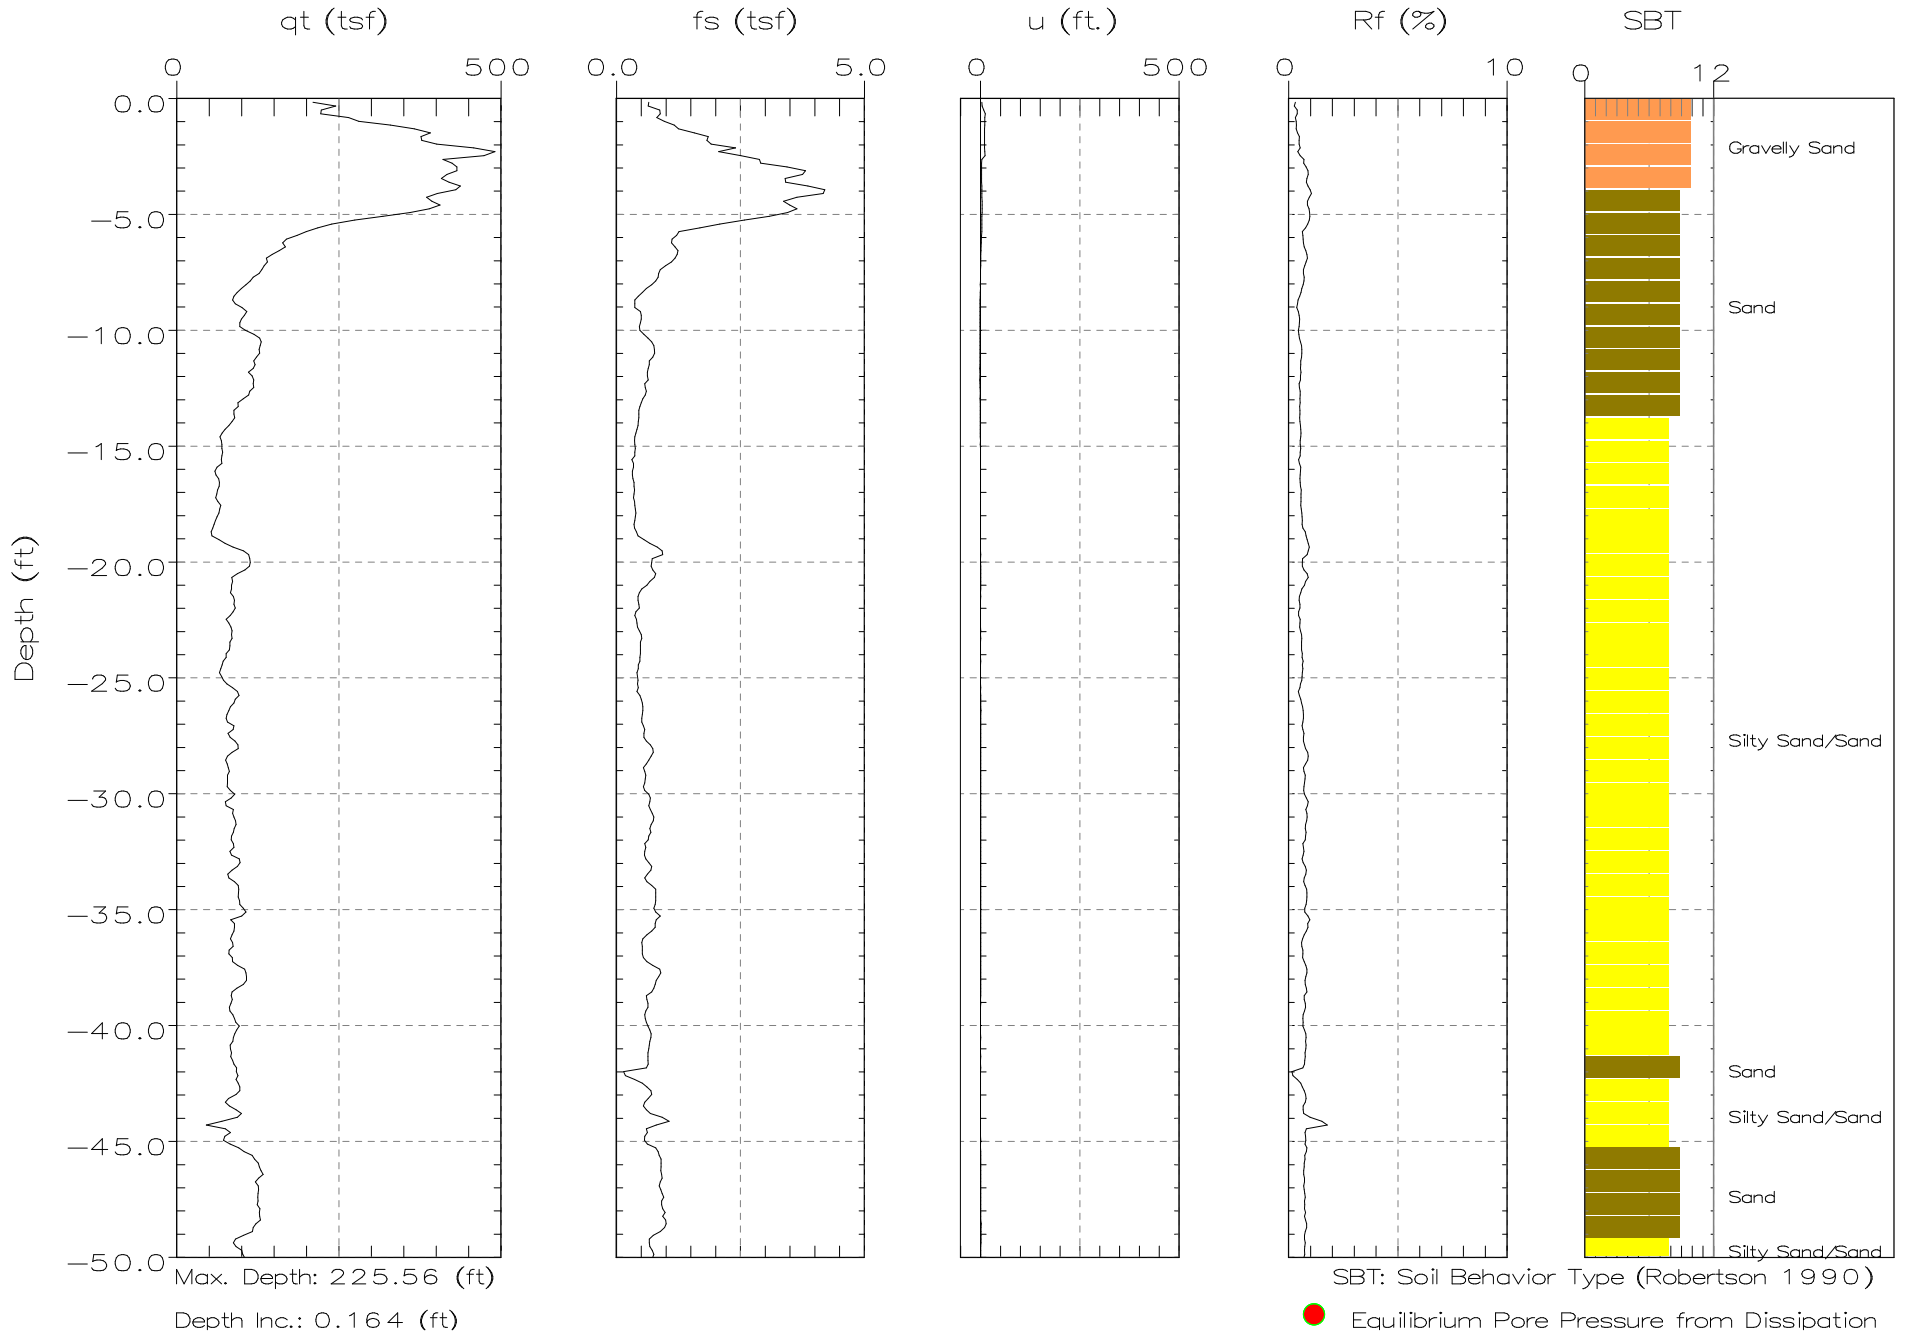 qt (tsf) fs (tsf) u (ft.) Rf (%) SBT
0 500 0.0 5.0 0 500 0 10 0 12
0.0
Gravelly Sand
-5.0
Sand
-10.0
-15.0
-20.0
Depth (ft)
-25.0
Silty Sand/Sand
-30.0
-35.0
-40.0
Sand
Silty Sand/Sand
-45.0
Sand
Silty Sand/Sand
-50.0
Max. Depth: 225.56 (ft) SBT: Soil Behavior Type (Robertson 1990)
Depth Inc.: 0.164 (ft) Equilibrium Pore Pressure from Dissipation